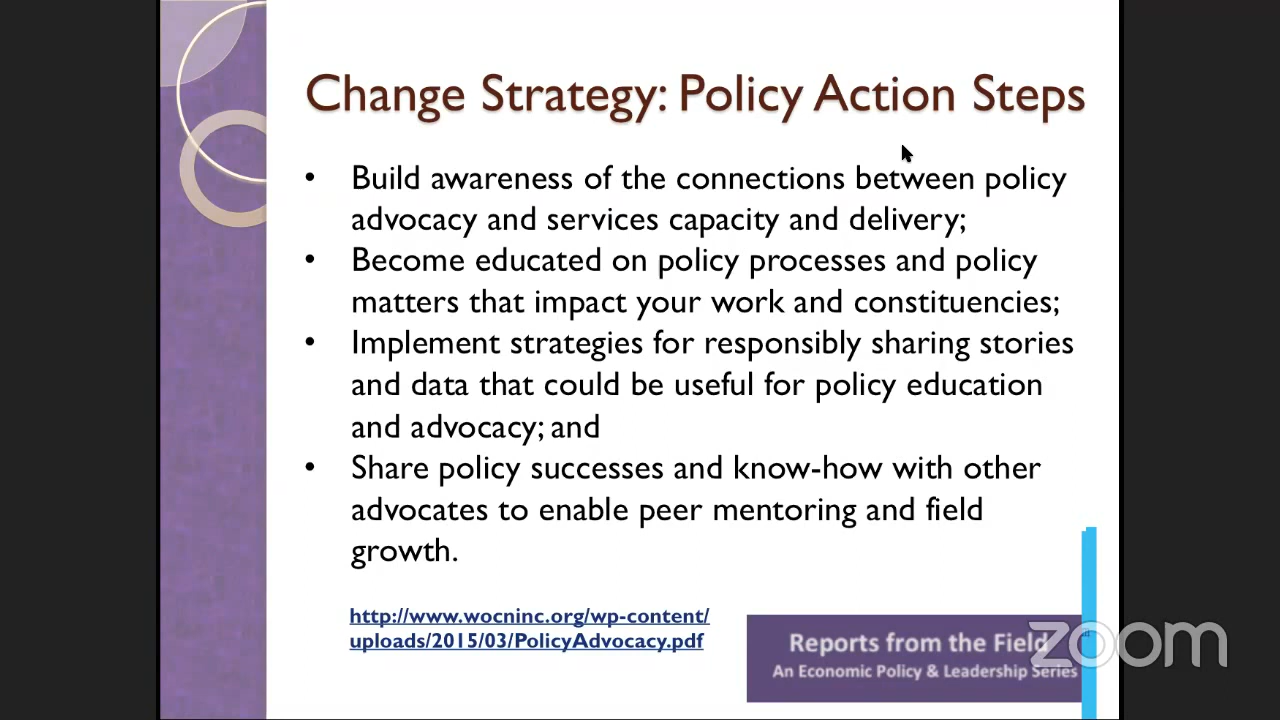 Change Strategy: Policy Action Steps
• Build awareness of the connections between policy
advocacy and services capacity and delivery;
• Become educated on policy processes and policy
matters that impact your work and constituencies;
• Implement strategies for responsibly sharing stories
and data that could be useful for policy education
and advocacy; and
• Share policy successes and know-how with other
advocates to enable peer mentoring and field
growth.
http://www.wocninc.org/wp-content/
uploads/2015/03/PolicyAdvocacy.pdf
Reports from the Field
An Economic Policy & Leadership Series
zoom